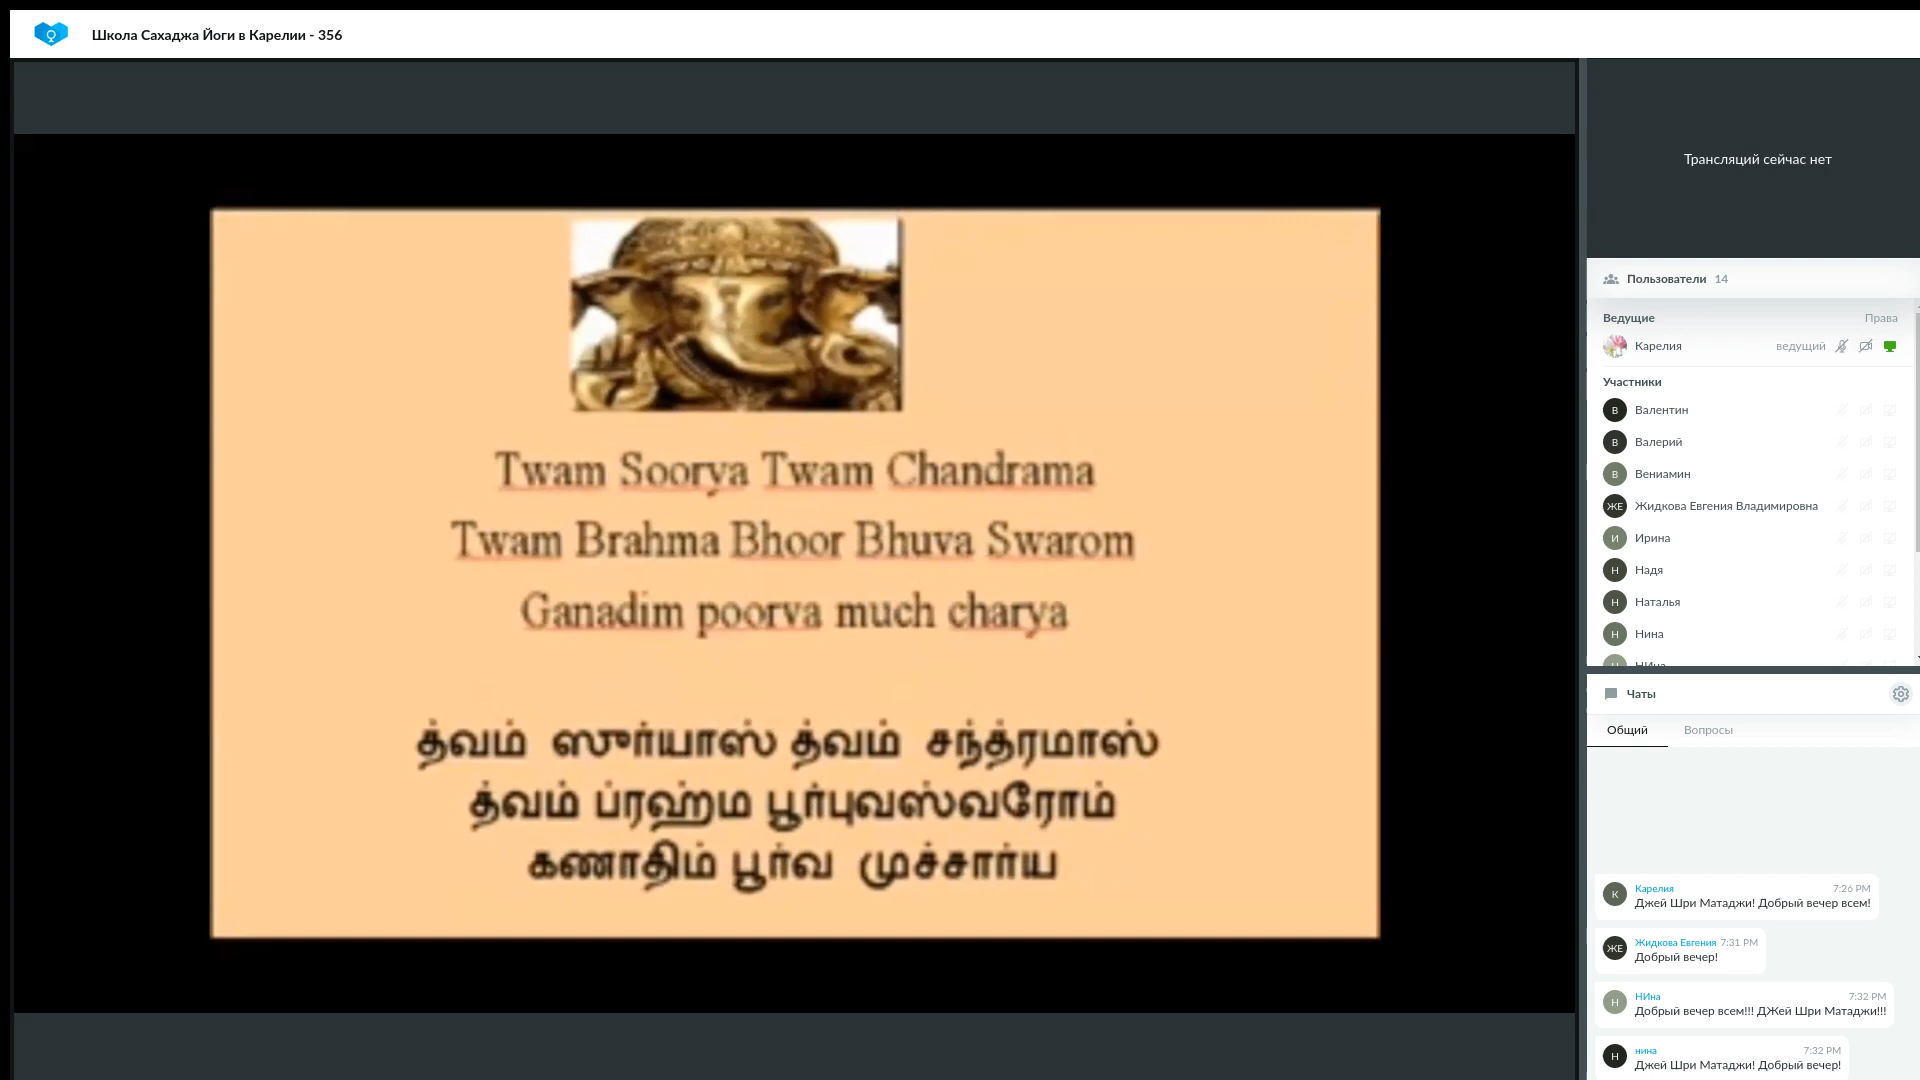 Школа Сахаджа Йоги в Карелии - 356
Twam Soorya Twam Chandrama
Twam Brahma Bhoor Bhuva Swarom
Ganadim poorva much charya
த்வம் ஸுர்யாஸ் த்வம் சந்த்ரமாஸ்
த்வம் ப்ரஹ்ம பூர்புவஸ்வரோம்
கணாதிம் பூர்வ முச்சார்ய
Трансляций сейчас нет
Пользователи 14
Ведущие Права
Карелия ведущий
Участники
В Валентин
В Валерий
В Вениамин
ЖЕ Жидкова Евгения Владимировна
И Ирина
Н Надя
Н Наталья
Н Нина
Н НИна
Чаты
Общий Вопросы
К Карелия 7:26 PM
Джей Шри Матаджи! Добрый вечер всем!
ЖЕ Жидкова Евгения 7:31 PM
Добрый вечер!
Н НИна 7:32 PM
Добрый вечер всем!!! ДЖей Шри Матаджи!!!
Н нина 7:32 PM
Джей Шри Матаджи! Добрый вечер!